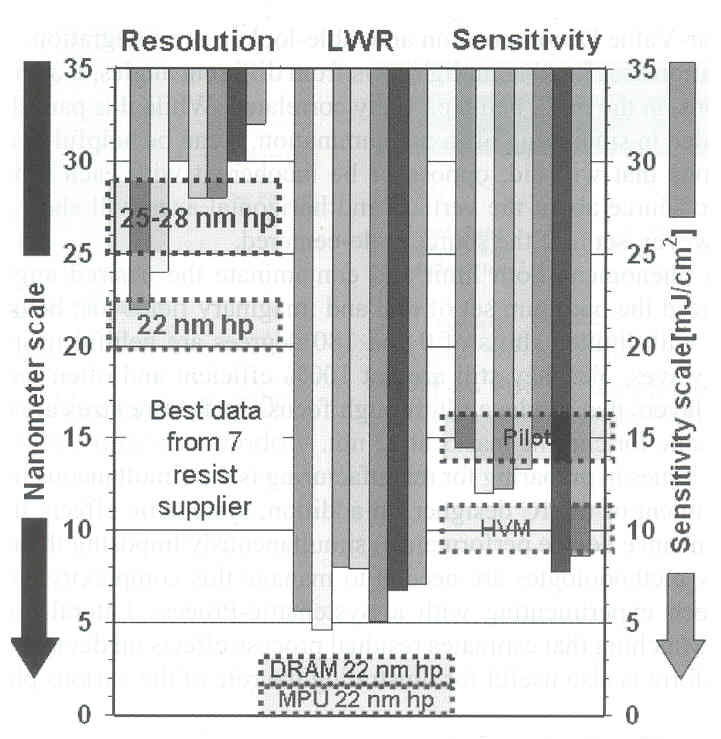 Resolution LWR Sensitivity
35 35
30 30
25-28 nm hp
25 25
22 nm hp
20 20
Best data
from 7
resist
supplier
Pilot
15 15
HVM
10 10
5 5
DRAM 22 nm hp
MPU 22 nm hp
0 0
Nanometer scale
Sensitivity scale[mJ/cm²]